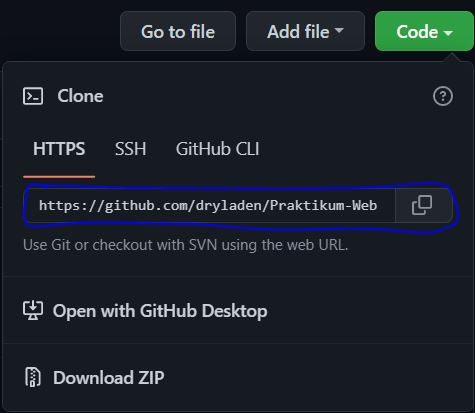 Go to file
Add file
Code
Clone
HTTPS
SSH
GitHub CLI
https://github.com/dryladen/Praktikum-Web
Use Git or checkout with SVN using the web URL.
Open with GitHub Desktop
Download ZIP